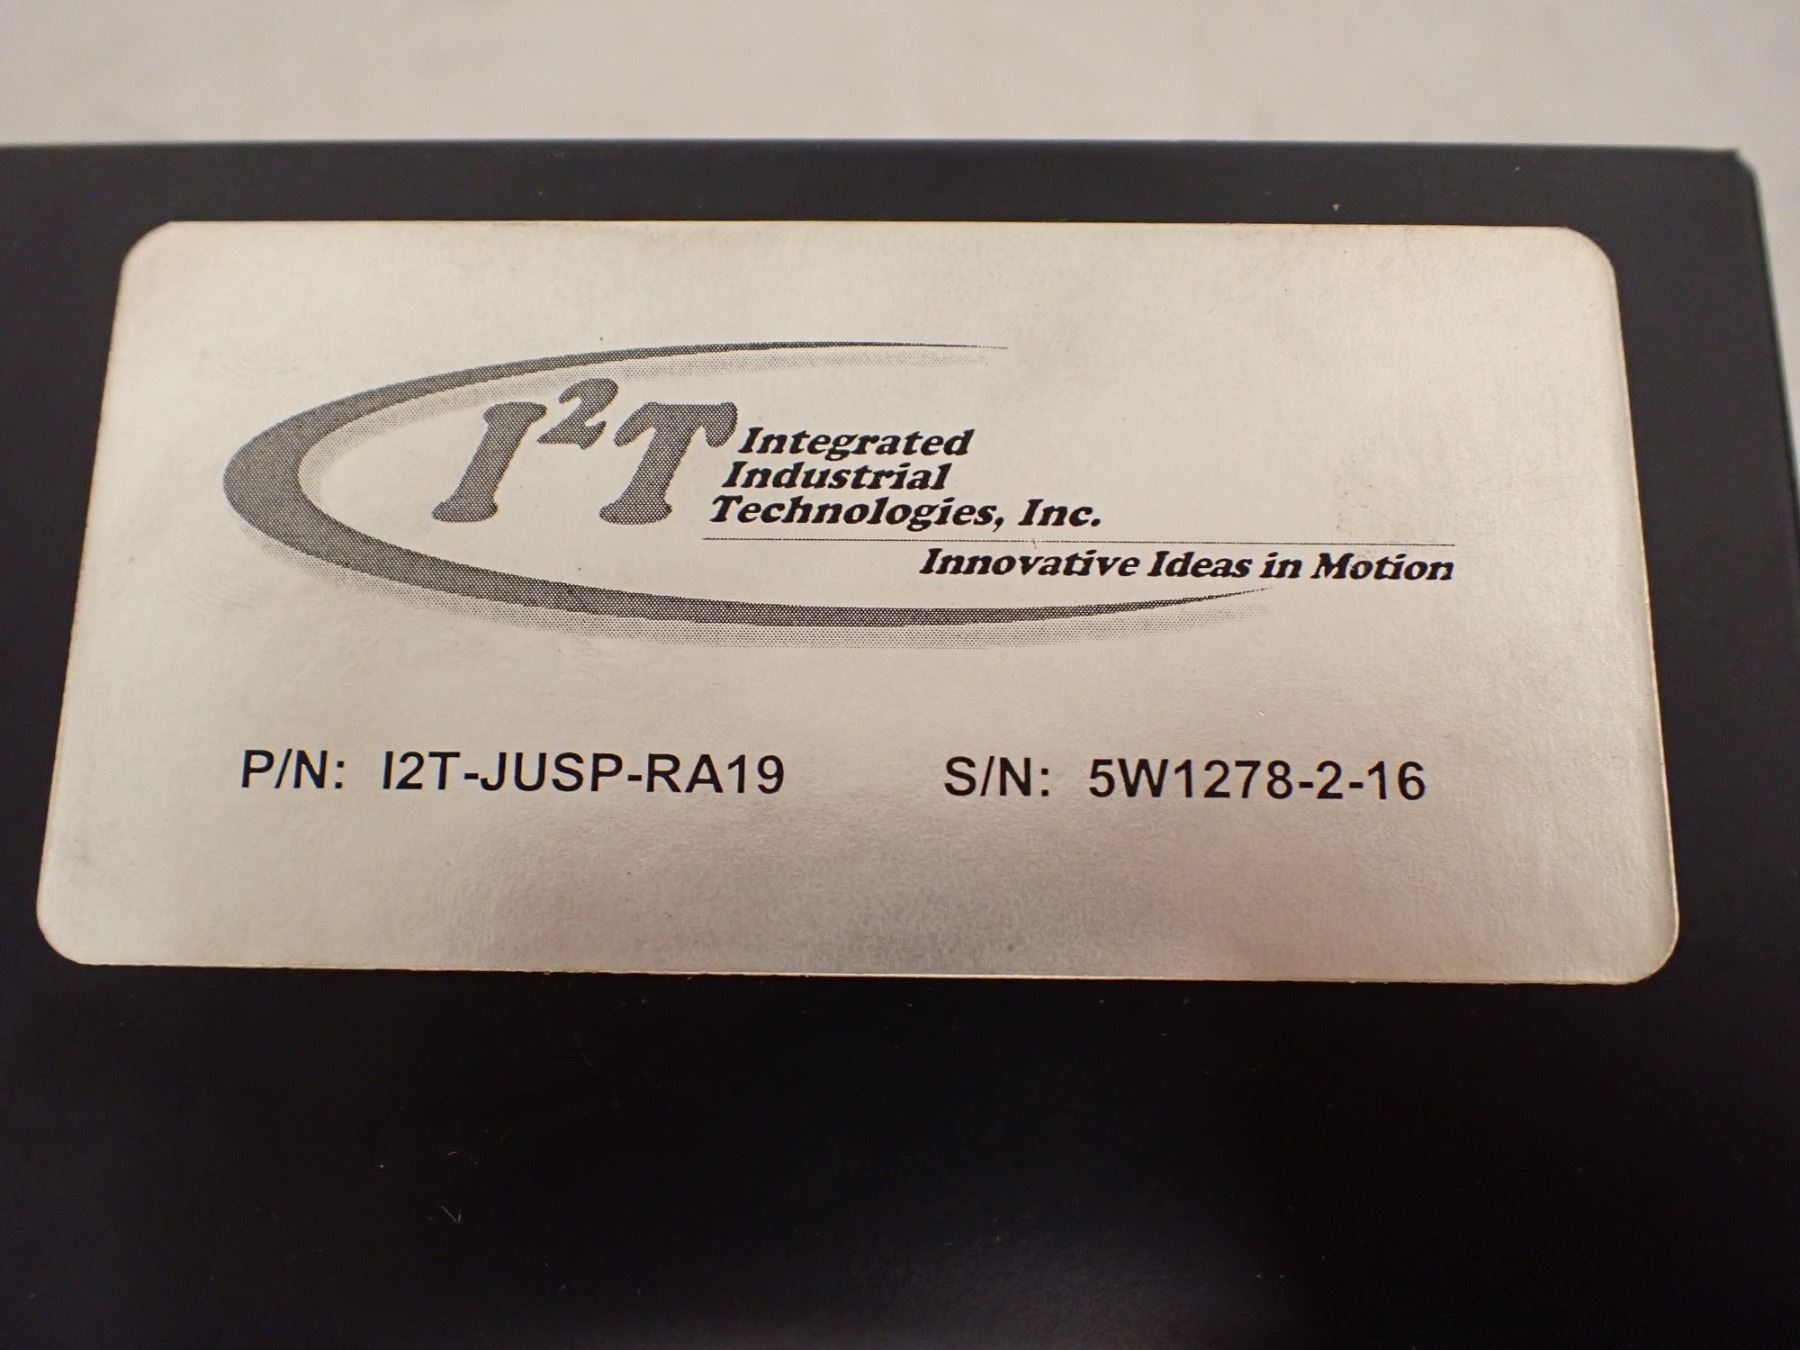 I²T
Integrated
Industrial
Technologies, Inc.
Innovative Ideas in Motion
P/N: I2T-JUSP-RA19 S/N: 5W1278-2-16